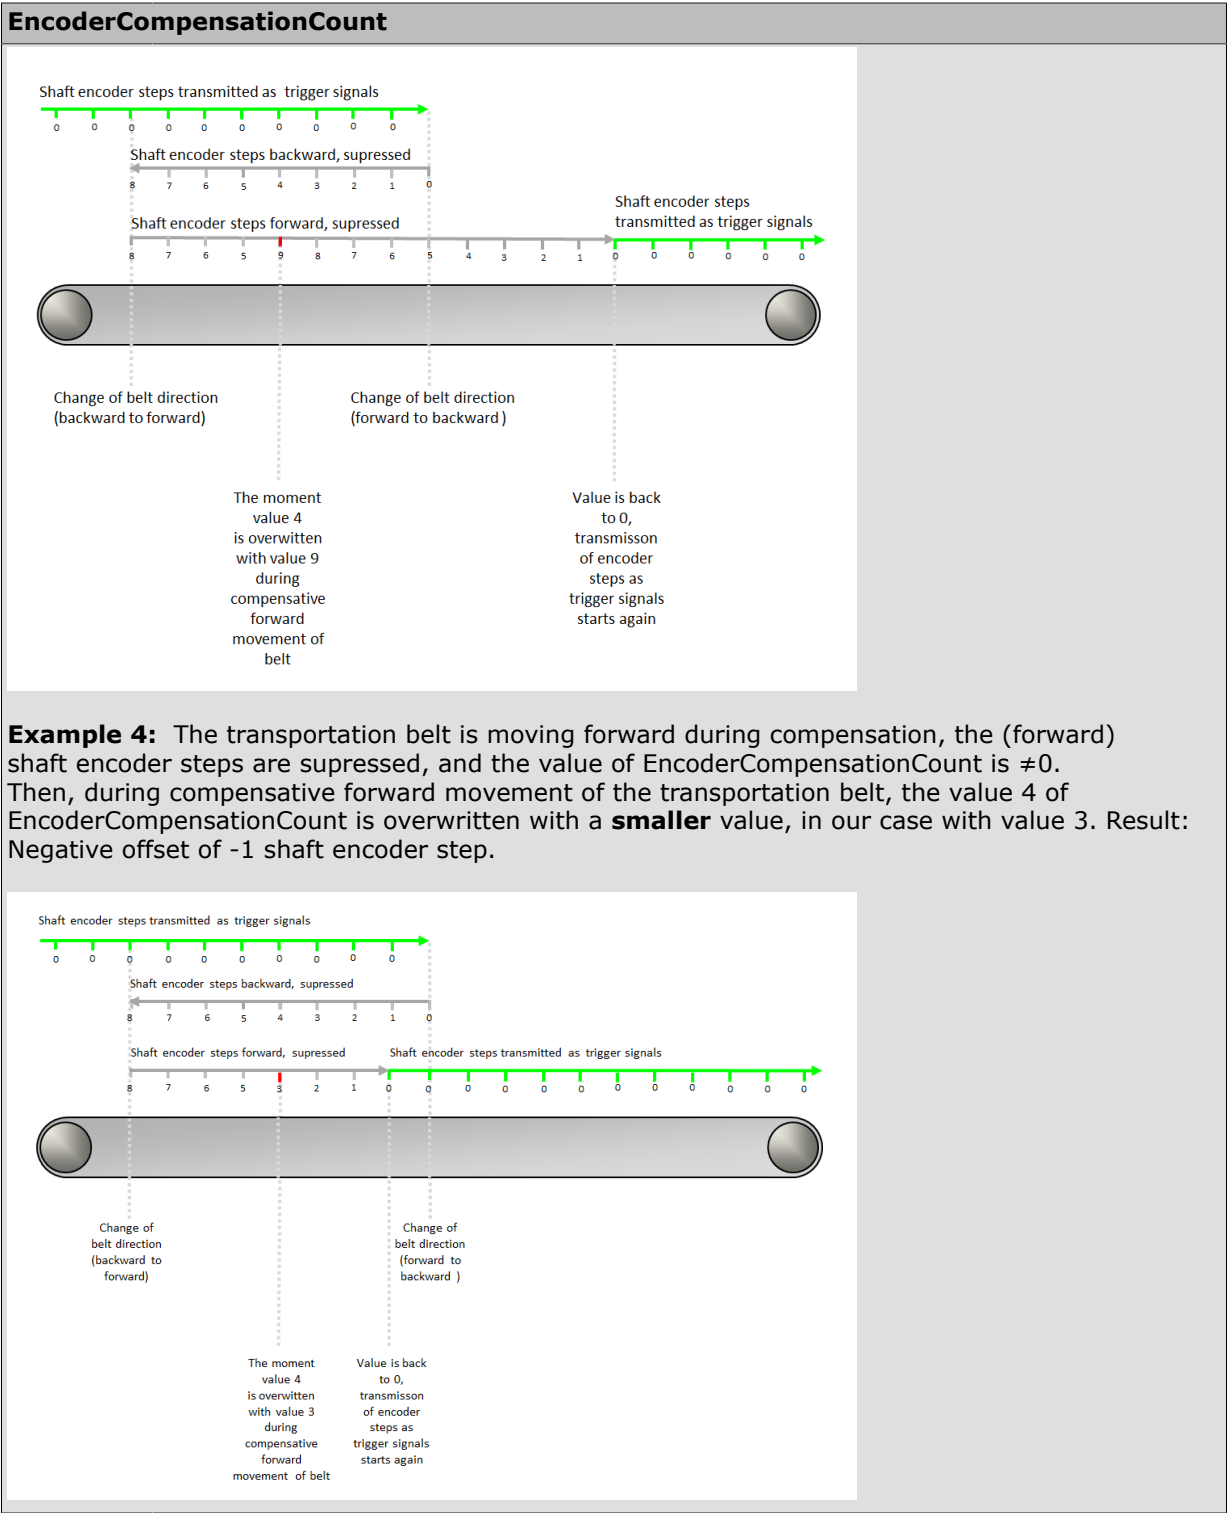 EncoderCompensationCount
Shaft encoder steps transmitted as trigger signals
0 0 0 0 0 0 0 0 0 0
Shaft encoder steps backward, supressed
8 7 6 5 4 3 2 1 0
Shaft encoder steps
transmitted as trigger signals
Shaft encoder steps forward, supressed
8 7 6 5 9 8 7 6 5 4 3 2 1 0 0 0 0 0 0
Change of belt direction
(backward to forward)
Change of belt direction
(forward to backward )
The moment
value 4
is overwitten
with value 9
during
compensative
forward
movement of
belt
Value is back
to 0,
transmisson
of encoder
steps as
trigger signals
starts again
Example 4: The transportation belt is moving forward during compensation, the (forward)
shaft encoder steps are supressed, and the value of EncoderCompensationCount is ≠0.
Then, during compensative forward movement of the transportation belt, the value 4 of
EncoderCompensationCount is overwritten with a smaller value, in our case with value 3. Result:
Negative offset of -1 shaft encoder step.
Shaft encoder steps transmitted as trigger signals
0 0 0 0 0 0 0 0 0 0
Shaft encoder steps backward, supressed
8 7 6 5 4 3 2 1 0
Shaft encoder steps forward, supressed
Shaft encoder steps transmitted as trigger signals
8 7 6 5 3 2 1 0 0 0 0 0 0 0 0 0 0 0 0
Change of
belt direction
(backward to
forward)
Change of
belt direction
(forward to
backward )
The moment
value 4
is overwitten
with value 3
during
compensative
forward
movement of belt
Value is back
to 0,
transmisson
of encoder
steps as
trigger signals
starts again